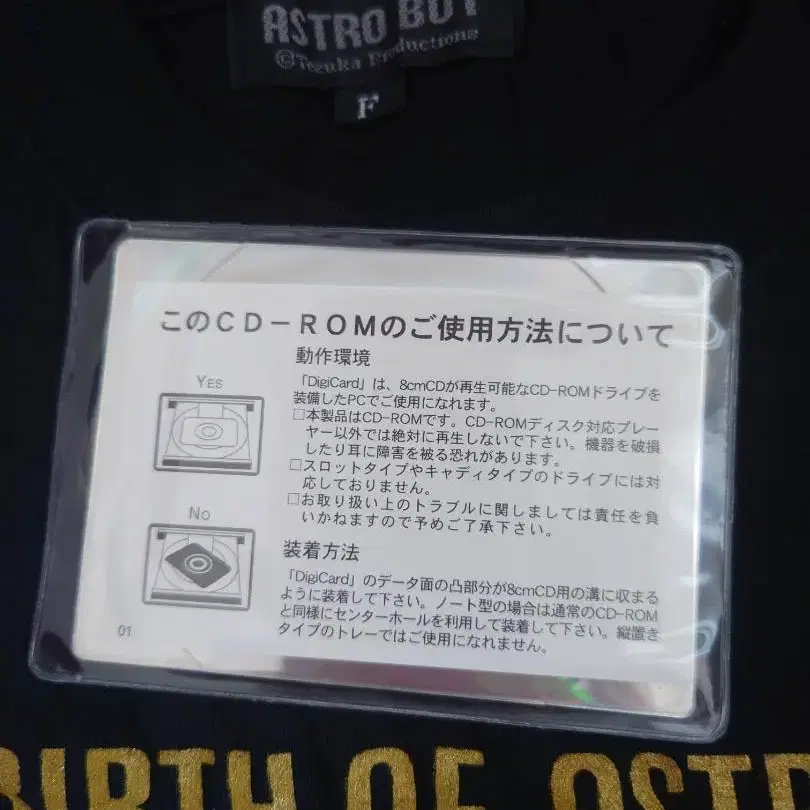 ASTRO BOY
©Tezuka Productions
F
このCD-ROMのご使用方法について
動作環境
「DigiCard」は、8cmCDが再生可能なCD-ROMドライブを
装備したPCでご使用になれます。
□本製品はCD-ROMです。CD-ROMディスク対応プレー
ヤー以外では絶対に再生しないで下さい。機器を破損
したり耳に障害を被る恐れがあります。
□スロットタイプやキャディタイプのドライブには対
応しておりません。
□お取り扱い上のトラブルに関しましては責任を負
いかねますので予めご了承下さい。
YES
NO
装着方法
「DigiCard」のデータ面の凸部分が8cmCD用の溝に収まる
ように装着して下さい。ノート型の場合は通常のCD-ROM
と同様にセンターホールを利用して装着して下さい。縦置き
タイプのトレーではご使用になれません。
01
BIRTH OF ASTR